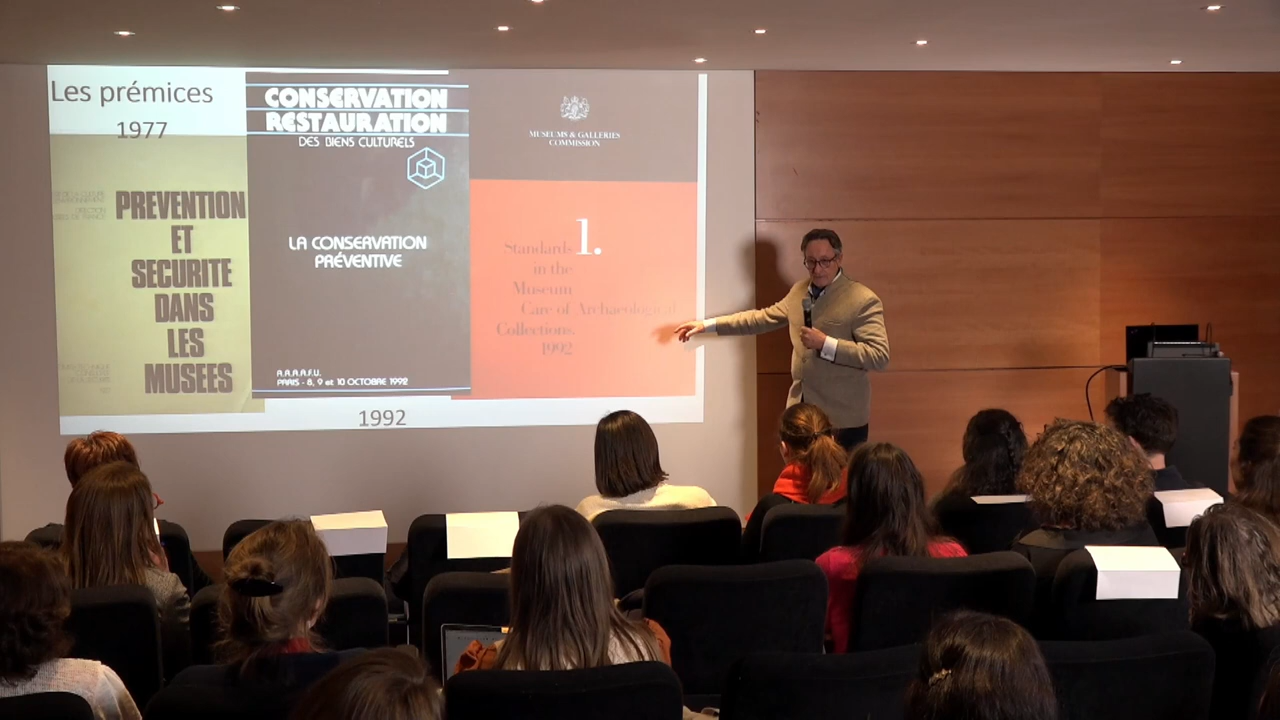 Les prémices
1977
PREVENTION
ET
SECURITE
DANS
LES
MUSEES
CONSERVATION
RESTAURATION
DES BIENS CULTURELS
LA CONSERVATION
PRÉVENTIVE
A.R.A.A.F.U.
PARIS - 8, 9 et 10 OCTOBRE 1992
MUSEUMS & GALLERIES
COMMISSION
1.
Standards
in the
Museum
Care of Archaeological
Collections.
1992
1992